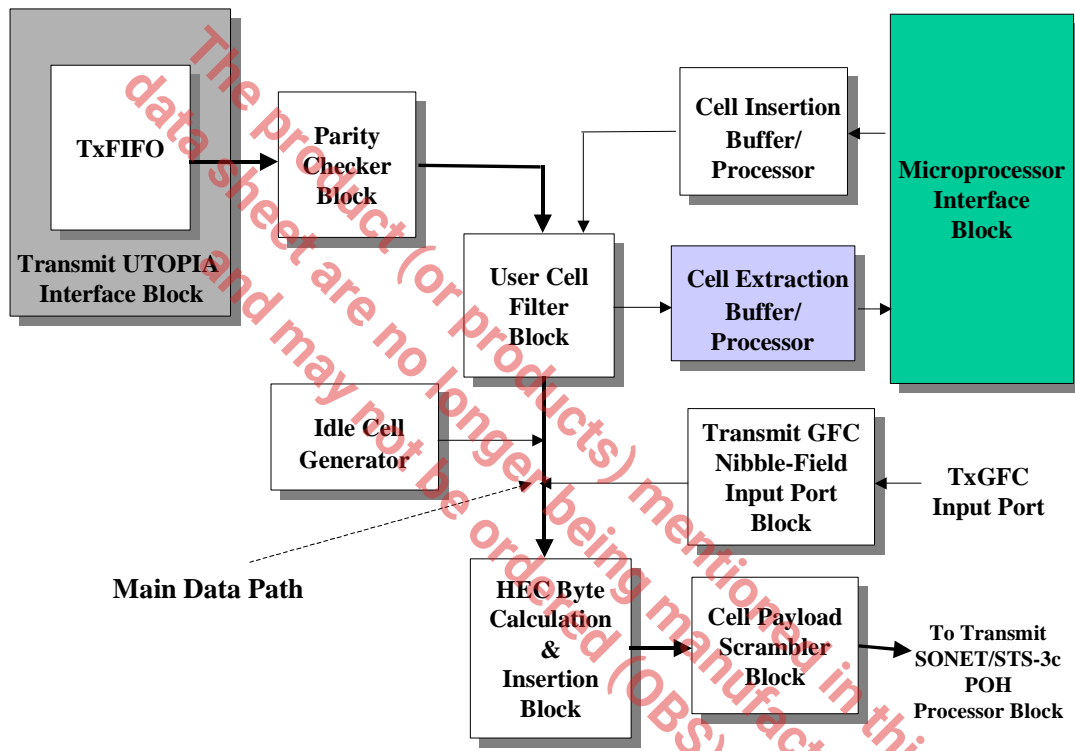 TxFIFO
Transmit UTOPIA
Interface Block
Parity
Checker
Block
Cell Insertion
Buffer/
Processor
Microprocessor
Interface
Block
User Cell
Filter
Block
Cell Extraction
Buffer/
Processor
Idle Cell
Generator
Transmit GFC
Nibble-Field
Input Port
Block
TxGFC
Input Port
Main Data Path
HEC Byte
Calculation
&
Insertion
Block
Cell Payload
Scrambler
Block
To Transmit
SONET/STS-3c
POH
Processor Block
The product (or products) mentioned in this
data sheet are no longer being manufact
and may not be ordered (OBS)